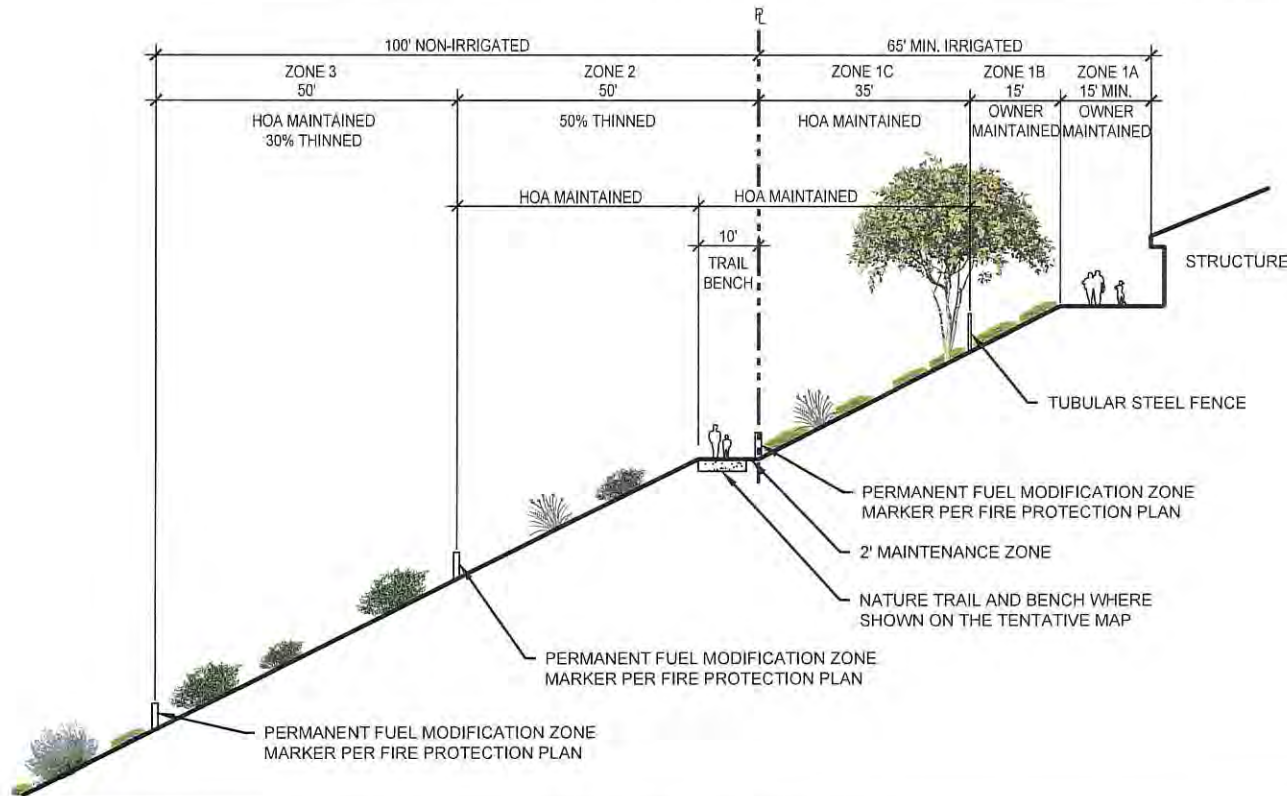 PL
100' NON-IRRIGATED
65' MIN. IRRIGATED
ZONE 3
50'
HOA MAINTAINED
30% THINNED
ZONE 2
50'
50% THINNED
ZONE 1C
35'
HOA MAINTAINED
ZONE 1B
15'
OWNER
MAINTAINED
ZONE 1A
15' MIN.
OWNER
MAINTAINED
HOA MAINTAINED
HOA MAINTAINED
10'
TRAIL
BENCH
STRUCTURE
TUBULAR STEEL FENCE
PERMANENT FUEL MODIFICATION ZONE
MARKER PER FIRE PROTECTION PLAN
2' MAINTENANCE ZONE
NATURE TRAIL AND BENCH WHERE
SHOWN ON THE TENTATIVE MAP
PERMANENT FUEL MODIFICATION ZONE
MARKER PER FIRE PROTECTION PLAN
PERMANENT FUEL MODIFICATION ZONE
MARKER PER FIRE PROTECTION PLAN